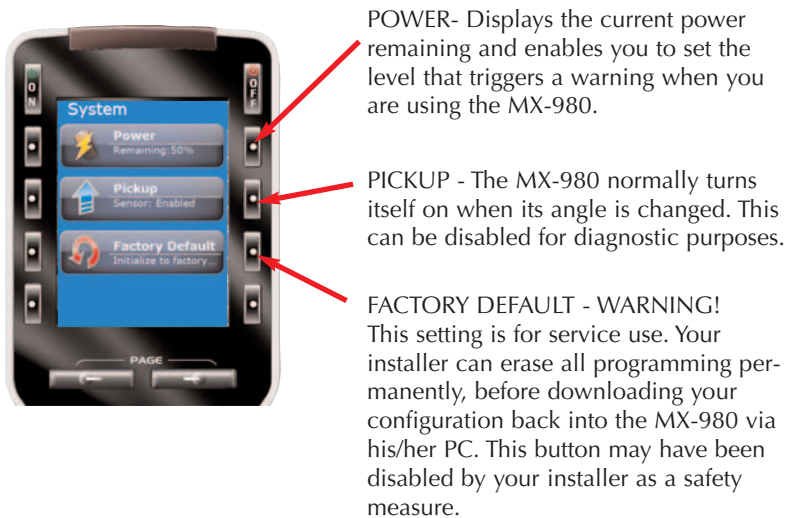 POWER- Displays the current power
remaining and enables you to set the
level that triggers a warning when you
are using the MX-980.
PICKUP - The MX-980 normally turns
itself on when its angle is changed. This
can be disabled for diagnostic purposes.
FACTORY DEFAULT - WARNING!
This setting is for service use. Your
installer can erase all programming per-
manently, before downloading your
configuration back into the MX-980 via
his/her PC. This button may have been
disabled by your installer as a safety
measure.
ON
OFF
System
Power
Remaining:50%
Pickup
Sensor: Enabled
Factory Default
Initialize to factory...
PAGE
-
+